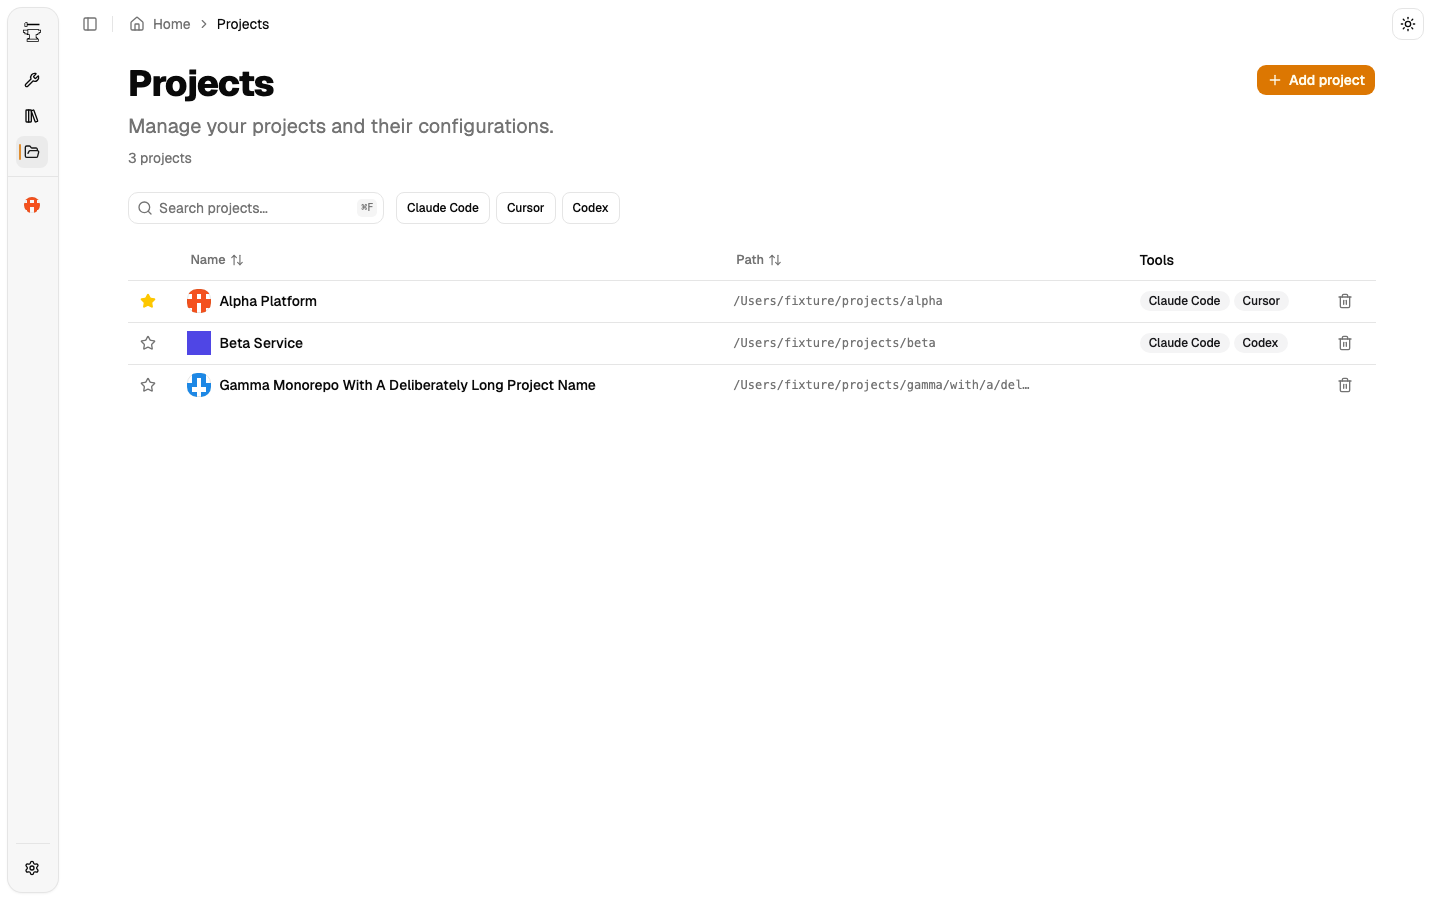 Home > Projects
Projects
Add project
Manage your projects and their configurations.
3 projects
Search projects... ⌘F Claude Code Cursor Codex
Name Path Tools
Alpha Platform /Users/fixture/projects/alpha Claude Code Cursor
Beta Service /Users/fixture/projects/beta Claude Code Codex
Gamma Monorepo With A Deliberately Long Project Name /Users/fixture/projects/gamma/with/a/del…